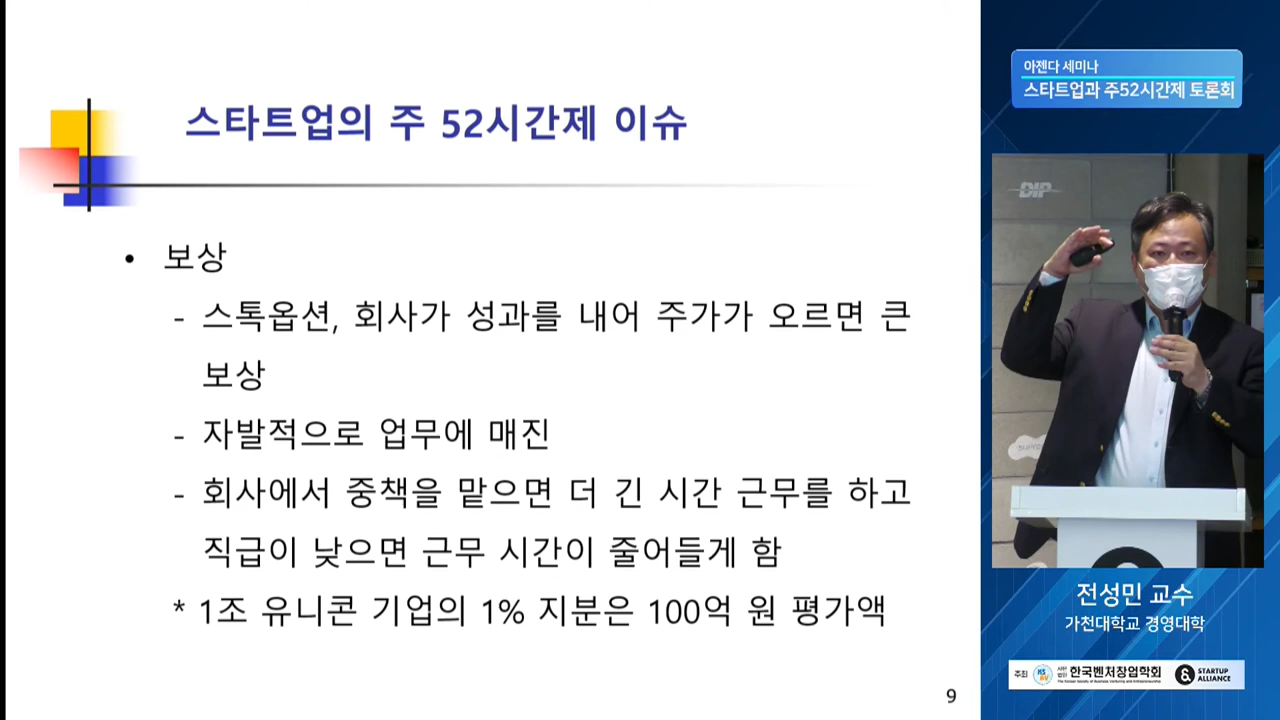 스타트업의 주 52시간제 이슈
• 보상
- 스톡옵션, 회사가 성과를 내어 주가가 오르면 큰
보상
- 자발적으로 업무에 매진
- 회사에서 중책을 맡으면 더 긴 시간 근무를 하고
직급이 낮으면 근무 시간이 줄어들게 함
* 1조 유니콘 기업의 1% 지분은 100억 원 평가액
9
아젠다 세미나
스타트업과 주52시간제 토론회
DIP
전성민 교수
가천대학교 경영대학
주최
한국벤처창업학회
STARTUP
ALLIANCE